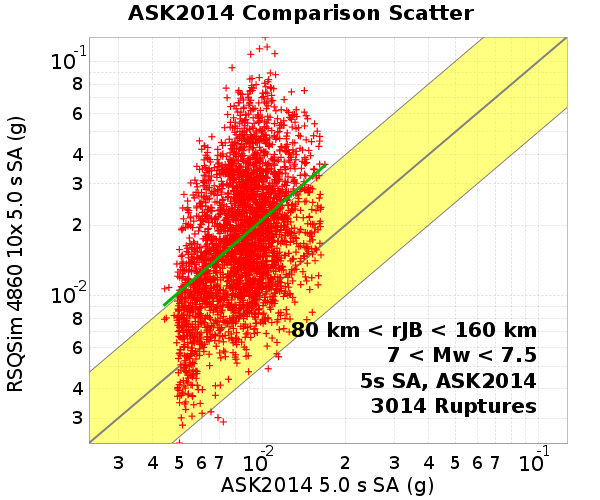 ASK2014 Comparison Scatter
RSQSim 4860 10x 5.0 s SA (g)
10-1
8
6
4
3
2
10-2
8
6
4
3
80 km < rJB < 160 km
7 < Mw < 7.5
5s SA, ASK2014
3014 Ruptures
3 4 5 6 7 10-2 2 3 4 5 6 7 10-1
ASK2014 5.0 s SA (g)